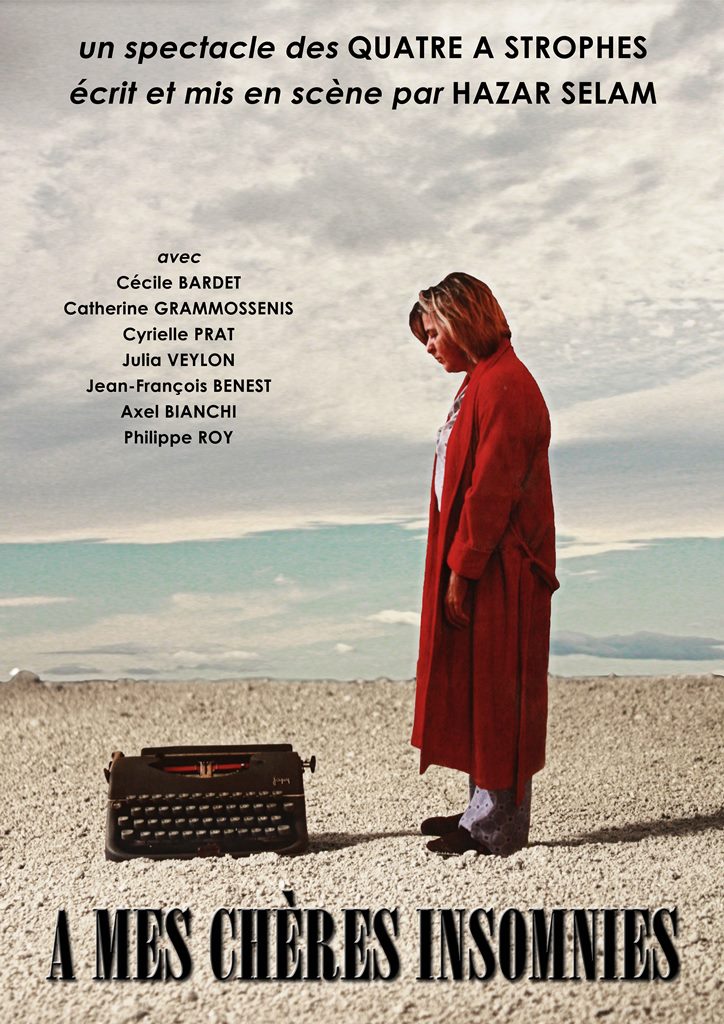 un spectacle des QUATRE A STROPHES
écrit et mis en scène par HAZAR SELAM
avec
Cécile BARDET
Catherine GRAMMOSSENIS
Cyrielle PRAT
Julia VEYLON
Jean-François BENEST
Axel BIANCHI
Philippe ROY
A MES CHÈRES INSOMNIES